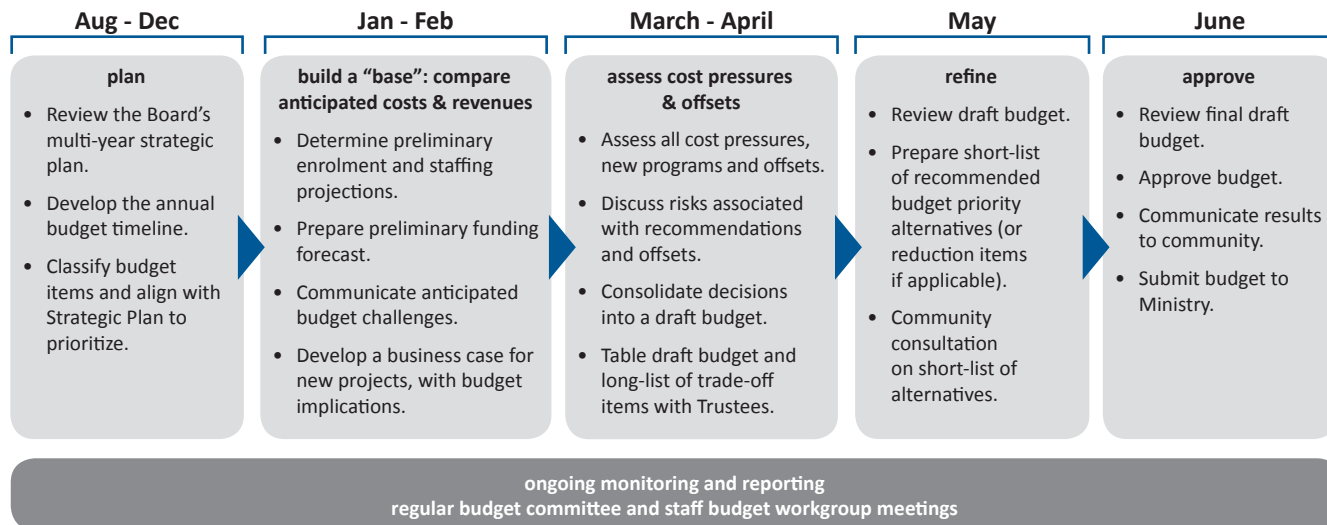 Aug - Dec
Jan - Feb
March - April
May
June
plan
• Review the Board’s
multi-year strategic
plan.
• Develop the annual
budget timeline.
• Classify budget
items and align with
Strategic Plan to
prioritize.
build a “base”: compare
anticipated costs & revenues
• Determine preliminary
enrolment and staffing
projections.
• Prepare preliminary funding
forecast.
• Communicate anticipated
budget challenges.
• Develop a business case for
new projects, with budget
implications.
assess cost pressures
& offsets
• Assess all cost pressures,
new programs and offsets.
• Discuss risks associated
with recommendations
and offsets.
• Consolidate decisions
into a draft budget.
• Table draft budget and
long-list of trade-off
items with Trustees.
refine
• Review draft budget.
• Prepare short-list
of recommended
budget priority
alternatives (or
reduction items
if applicable).
• Community
consultation
on short-list of
alternatives.
approve
• Review final draft
budget.
• Approve budget.
• Communicate results
to community.
• Submit budget to
Ministry.
ongoing monitoring and reporting
regular budget committee and staff budget workgroup meetings